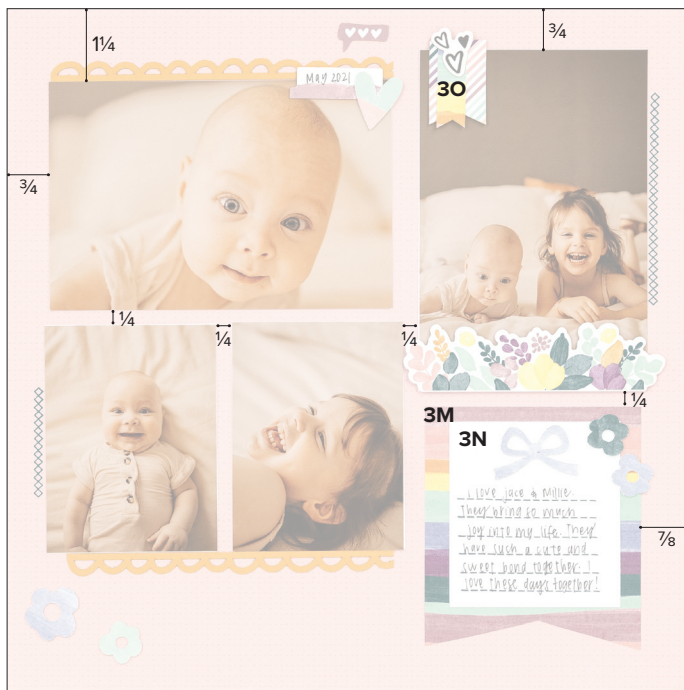 1¼
¾
May 2021
3O
¾
¼
¼
¼
¼
3M
3N
I love Jace & Millie.
They bring so much
joy into my life. They
have such a cute and
sweet bond together. I
love these days together!
⅞